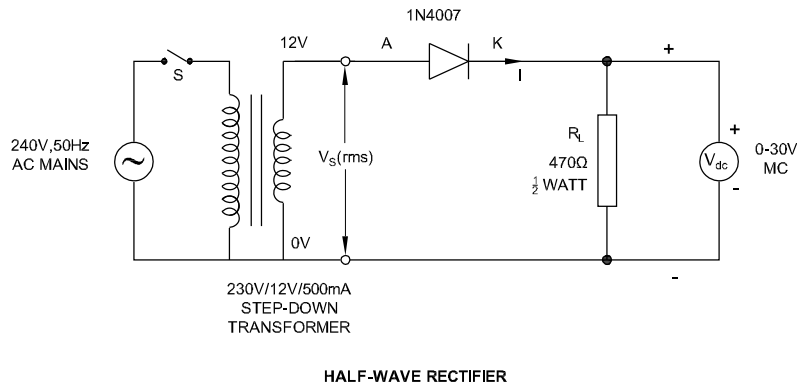 1N4007
12V
A
K
+
S
I
240V,50Hz
AC MAINS
~
VS(rms)
RL
470Ω
½ WATT
+
Vdc
-
0-30V
MC
0V
-
230V/12V/500mA
STEP-DOWN
TRANSFORMER
HALF-WAVE RECTIFIER